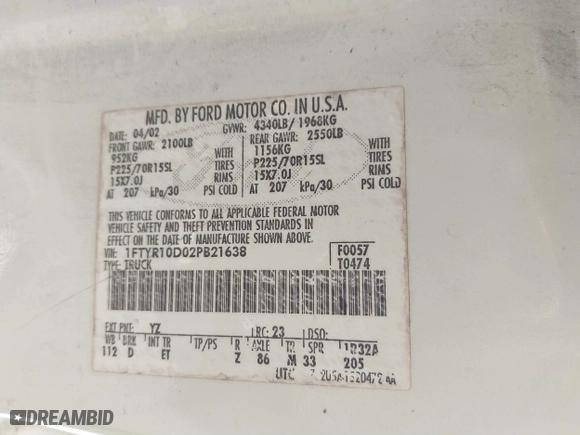 MFD. BY FORD MOTOR CO. IN U.S.A.
DATE: 04/02 GVWR: 4340LB/ 1968KG
FRONT GAWR: 2100LB REAR GAWR: 2550LB
952KG WITH 1156KG WITH
P225/70R15SL TIRES P225/70R15SL TIRES
15X7.0J RIMS 15X7.0J RIMS
AT 207 kPa/30 PSI COLD AT 207 kPa/30 PSI COLD
THIS VEHICLE CONFORMS TO ALL APPLICABLE FEDERAL MOTOR
VEHICLE SAFETY AND THEFT PREVENTION STANDARDS IN
EFFECT ON THE DATE OF MANUFACTURE SHOWN ABOVE.
VIN: 1FTYR10D02PB21638 F0057
TYPE: TRUCK T0474
EXT PNT: YZ RC: 23 DSO:
WB BRK INT TR TP/PS R AXLE TR SPR 1R32A
112 D ET Z 86 M 33 205
UTC
DREAMBID